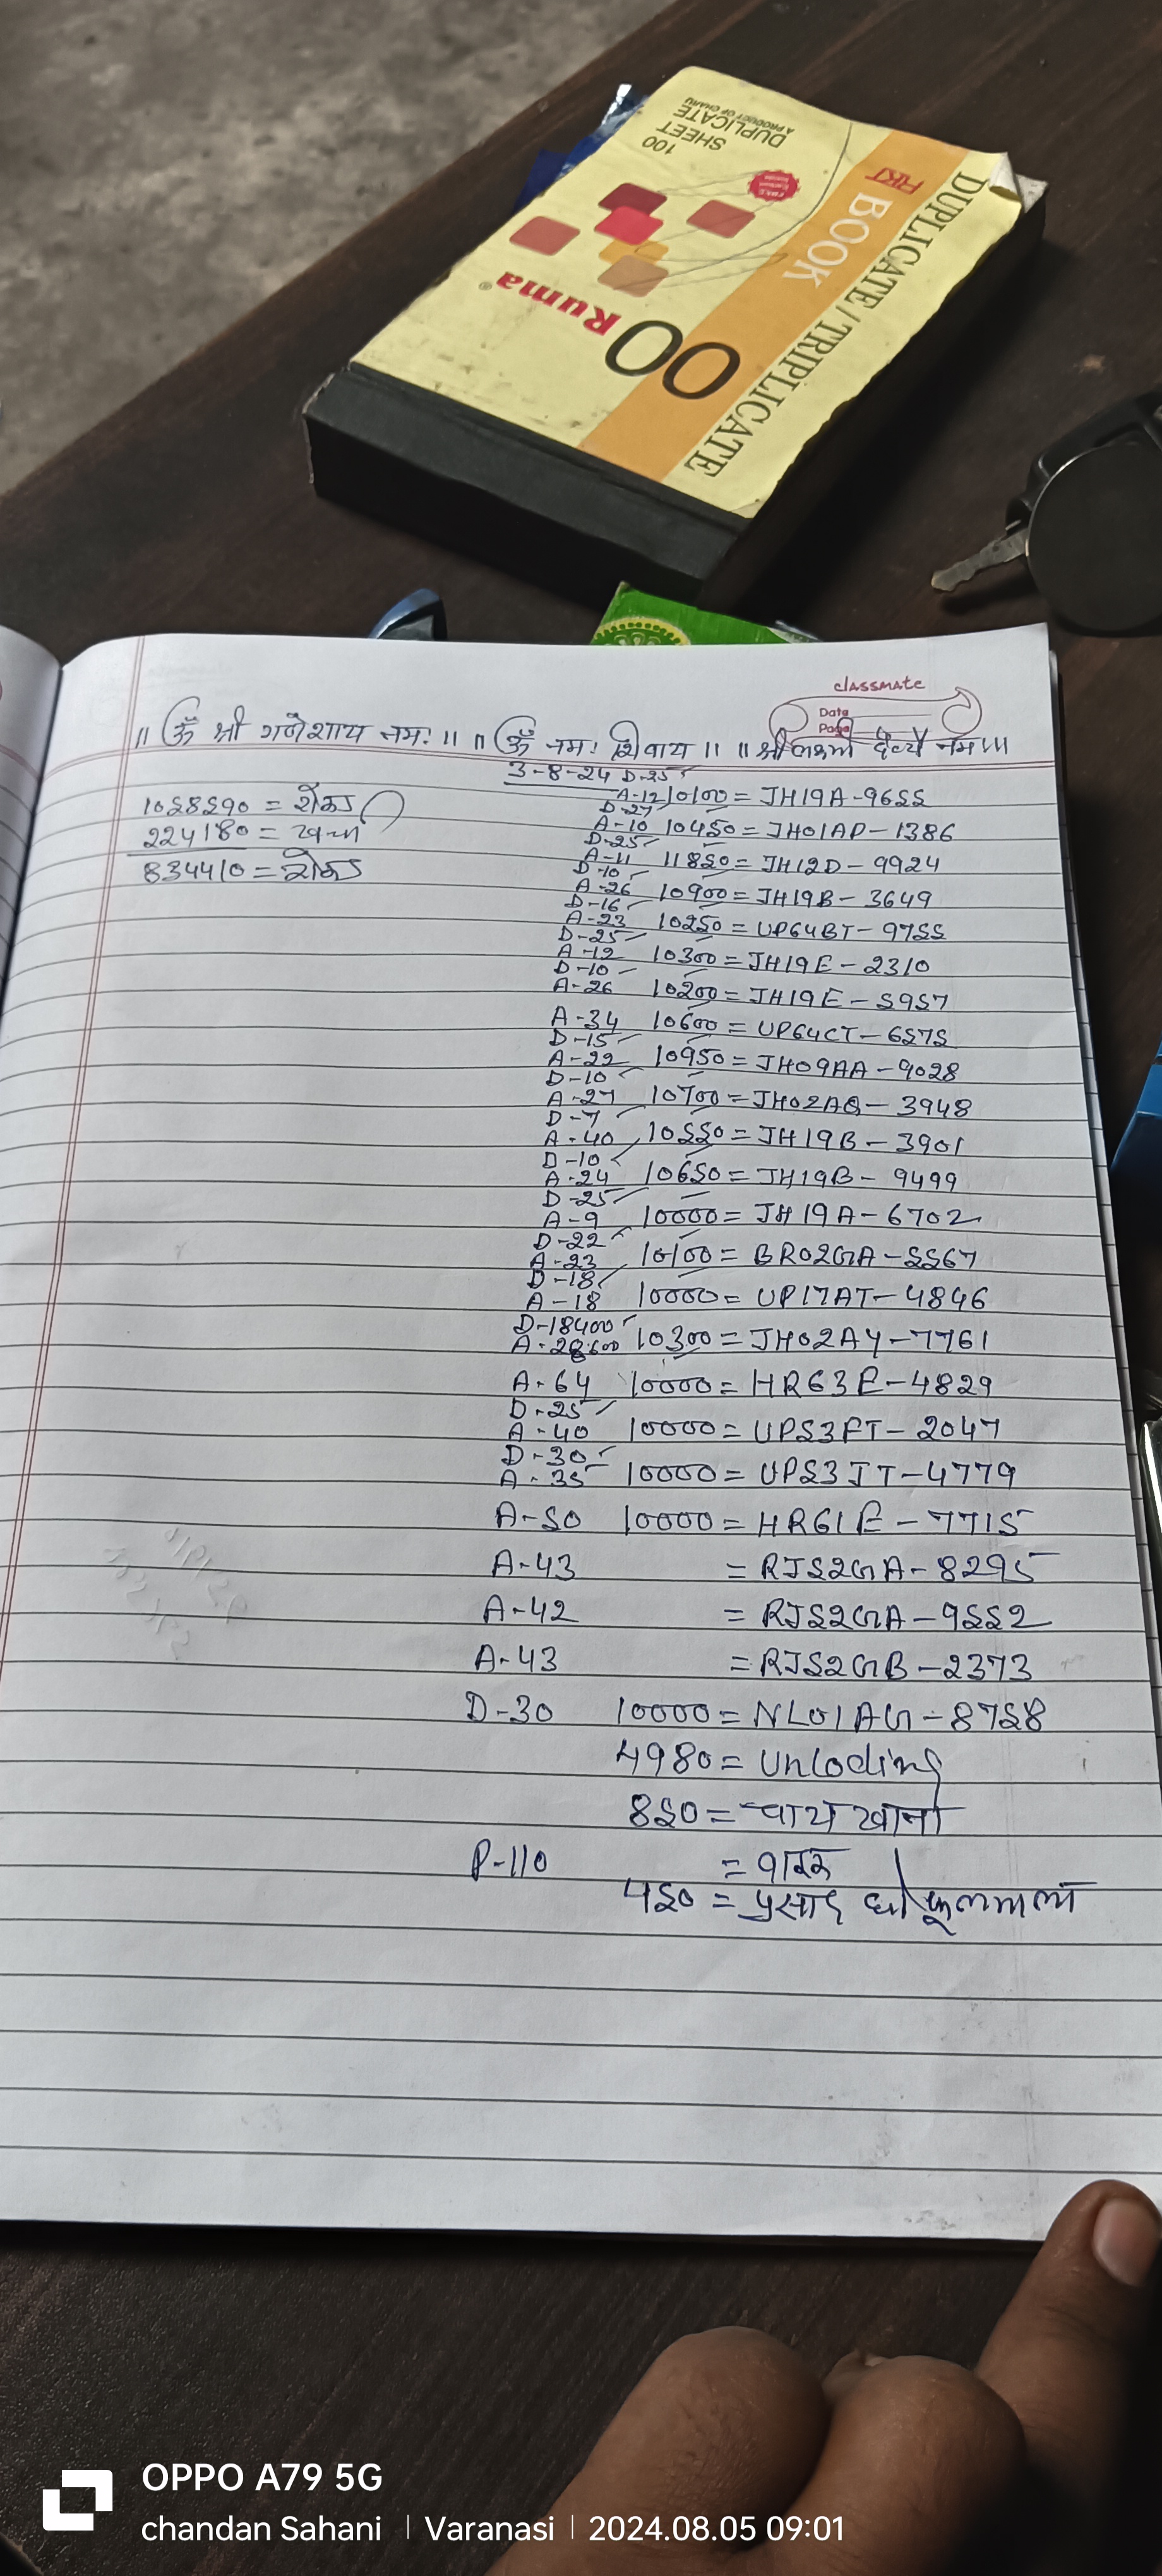 100
SHEET
DUPLICATE
A PRODUCT OF CHARU
RKT
BOOK
DUPLICATE / TRIPLICATE
Ruma®
classmate
Date
Page
॥ ॐ श्री गणेशाय नमः ॥ ॥ ॐ नमः शिवाय ॥ ॥ श्री लक्ष्मी देव्यै नमः ॥
3-8-24 D-25
1058590 = रोकड़
224180 = खर्चा
834410 = रोकड़
A-12 10100 = JH19A-9655
D-27
A-10 10450 = JH01AP-1386
D-25
A-11 11850 = JH12D-9924
D-10
A-26 10900 = JH19B-3649
D-16
A-23 10250 = UP64BT-9755
D-25
A-12 10300 = JH19E-2310
D-10
A-26 10200 = JH19E-5957
A-34 10600 = UP64CT-6575
D-15
A-22 10950 = JH09AA-9028
D-10
A-27 10700 = JH02AQ-3948
D-7
A-40 10550 = JH19B-3901
D-10
A-24 10650 = JH19B-9499
D-25
A-9 10000 = JH19A-6702
D-22
A-23 10100 = BR02GA-5567
D-18
A-18 10000 = UP17AT-4846
D-18400
A-28600 10300 = JH02AY-7761
A-64 10000 = HR63E-4829
D-25
A-40 10000 = UP53FT-2047
D-30
A-35 10000 = UP53JT-4779
A-50 10000 = HR61E-7715
A-43 = RJ52GA-8295
A-42 = RJ52GA-9552
A-43 = RJ52GB-2373
D-30 10000 = NL01AG-8758
4980 = Unloding
850 = चाय खाना
P-110 =
450 = प्रसाद घी फूलमाला
OPPO A79 5G
chandan Sahani | Varanasi | 2024.08.05 09:01